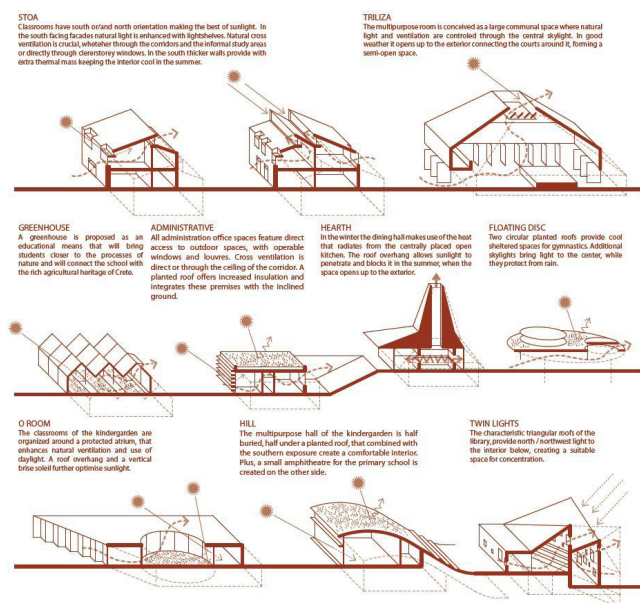 STOA
Classrooms have south or/and north orientation making the best of sunlight. In
the south facing facades natural light is enhanced with lightshelves. Natural cross
ventilation is crucial, wheteher through the corridors and the informal study areas
or directly through clererstorey windows. In the south thicker walls provide with
extra thermal mass keeping the interior cool in the summer.
TRILIZA
The multipurpose room is conceived as a large communal space where natural
light and ventilation are controled through the central skylight. In good
weather it opens up to the exterior connecting the courts around it, forming a
semi-open space.
GREENHOUSE
A greenhouse is proposed as an
educational means that will bring
students closer to the processes of
nature and will connect the school with
the rich agricultural heritage of Crete.
ADMINISTRATIVE
All administration office spaces feature direct
access to outdoor spaces, with operable
windows and louvres. Cross ventilation is
direct or through the ceiling of the corridor. A
planted roof offers increased insulation and
integrates these premises with the inclined
ground.
HEARTH
In the winter the dining hall makes use of the heat
that radiates from the centrally placed open
kitchen. The roof overhang allows sunlight to
penetrate and blocks it in the summer, when the
space opens up to the exterior.
FLOATING DISC
Two circular planted roofs provide cool
sheltered spaces for gymnastics. Additional
skylights bring light to the center, while
they protect from rain.
O ROOM
The classrooms of the kindergarden are
organized around a protected atrium, that
enhances natural ventilation and use of
daylight. A roof overhang and a vertical
brise soleil further optimise sunlight.
HILL
The multipurpose hall of the kindergarden is half
buried, half under a planted roof, that combined with
the southern exposure create a comfortable interior.
Plus, a small amphitheatre for the primary school is
created on the other side.
TWIN LIGHTS
The characteristic triangular roofs of the
library, provide north / northwest light to
the interior below, creating a suitable
space for concentration.